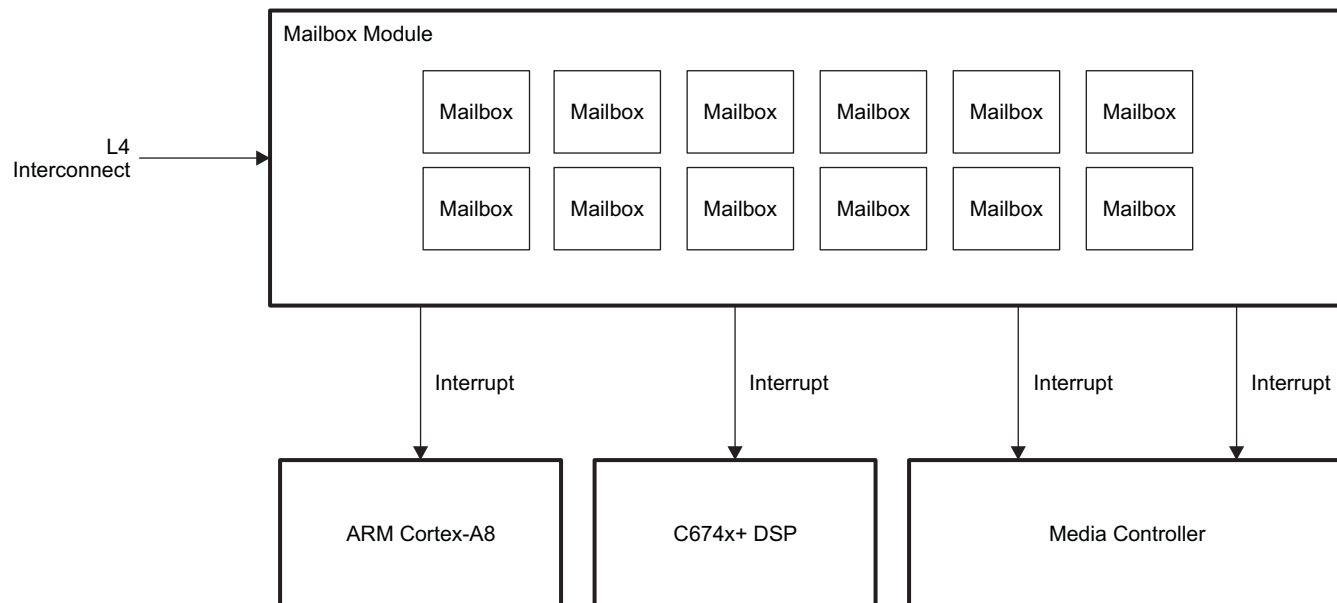 Mailbox Module
Mailbox Mailbox Mailbox Mailbox Mailbox Mailbox
L4
Interconnect
Mailbox Mailbox Mailbox Mailbox Mailbox Mailbox
Interrupt Interrupt Interrupt Interrupt
ARM Cortex-A8 C674x+ DSP Media Controller